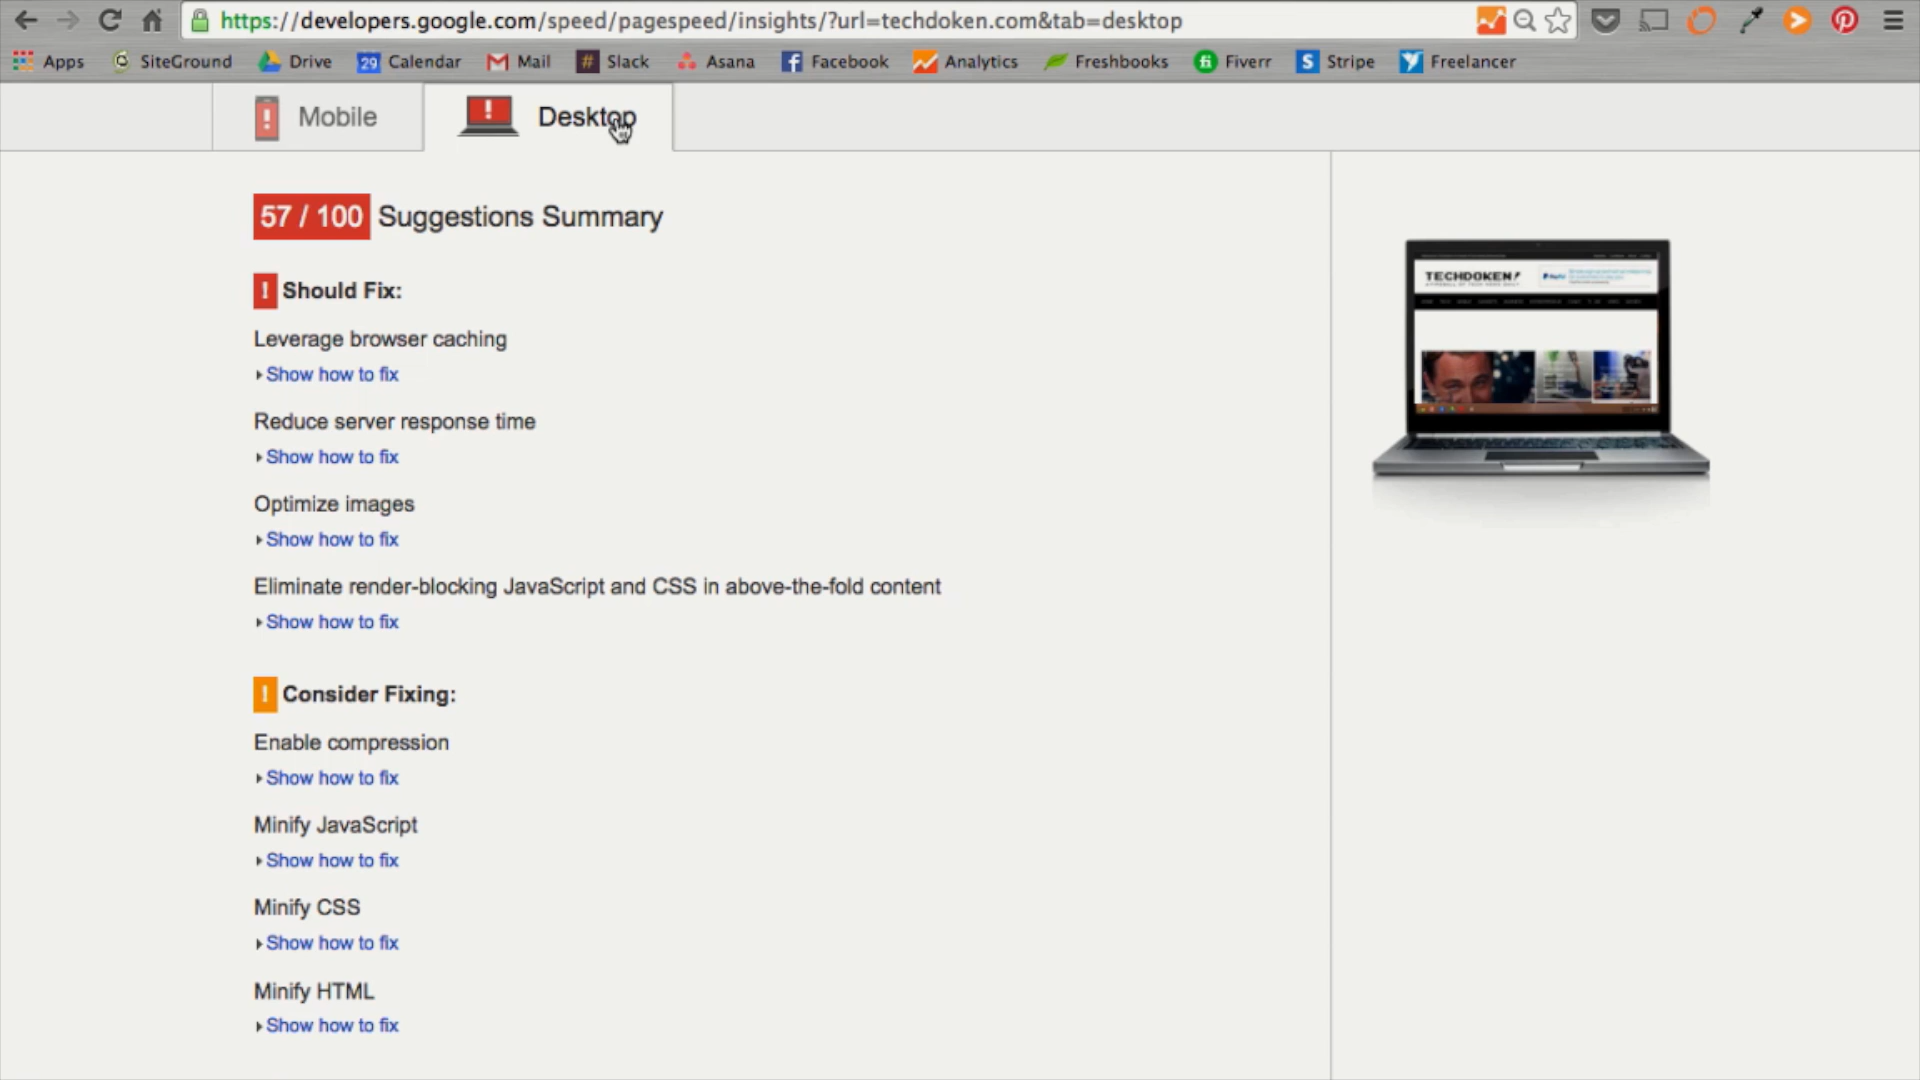 https://developers.google.com/speed/pagespeed/insights/?url=techdoken.com&tab=desktop
Apps SiteGround Drive 29 Calendar Mail Slack Asana Facebook Analytics Freshbooks fi Fiverr S Stripe Freelancer
Mobile Desktop
57 / 100 Suggestions Summary
! Should Fix:
Leverage browser caching
Show how to fix
Reduce server response time
Show how to fix
Optimize images
Show how to fix
Eliminate render-blocking JavaScript and CSS in above-the-fold content
Show how to fix
! Consider Fixing:
Enable compression
Show how to fix
Minify JavaScript
Show how to fix
Minify CSS
Show how to fix
Minify HTML
Show how to fix
TECHDOKEN!
PayPal